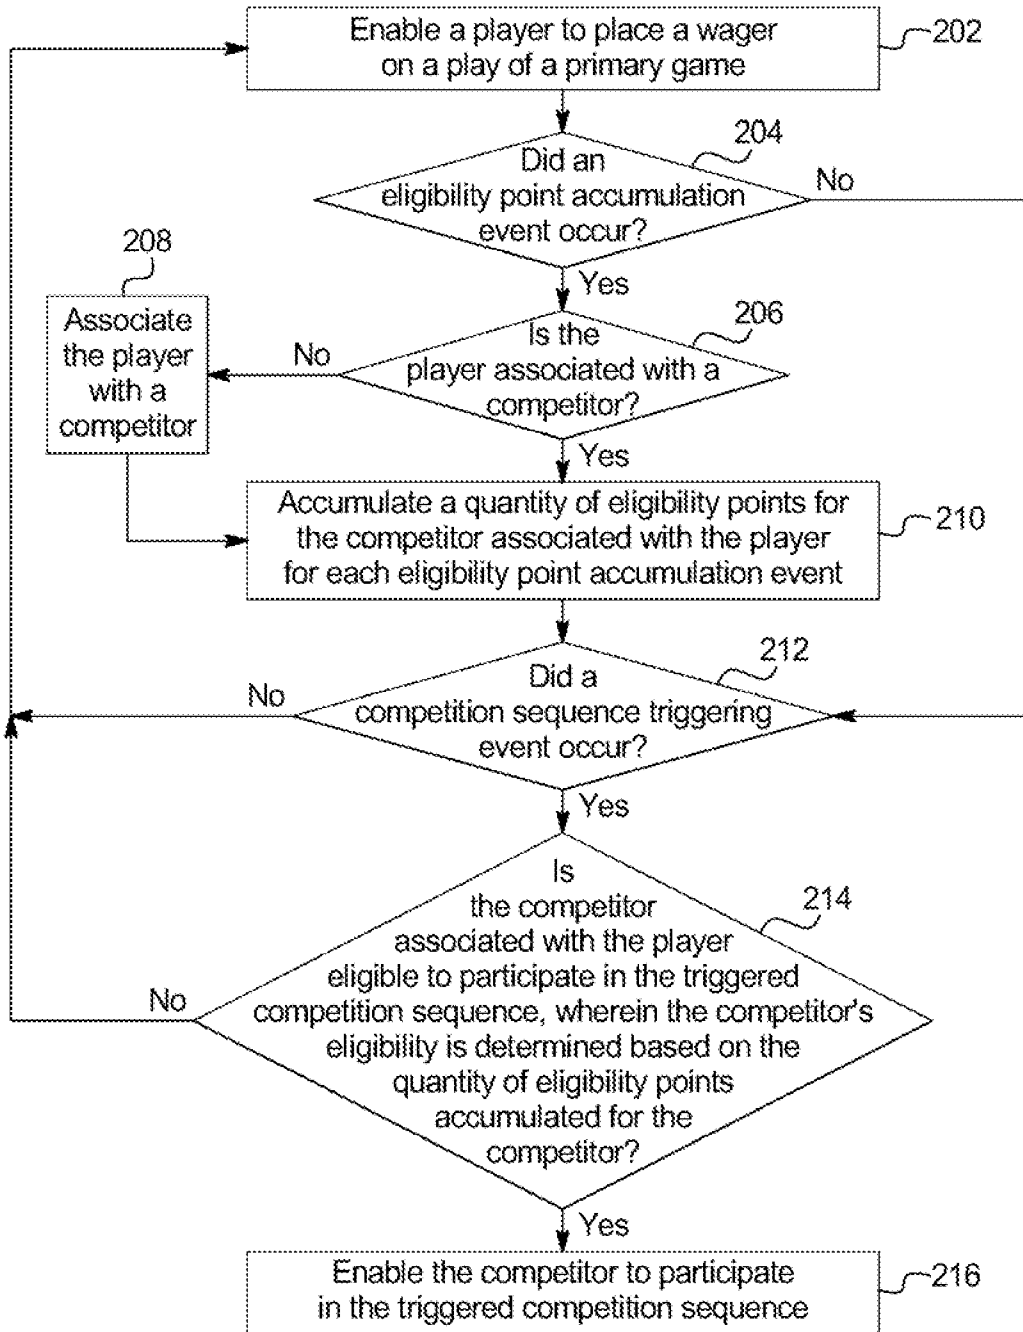 Enable a player to place a wager
on a play of a primary game
202
204
Did an
eligibility point accumulation
event occur?
No
Yes
208
Associate
the player
with a
competitor
206
Is the
player associated with a
competitor?
No
Yes
Accumulate a quantity of eligibility points for
the competitor associated with the player
for each eligibility point accumulation event
210
212
Did a
competition sequence triggering
event occur?
No
Yes
214
Is
the competitor
associated with the player
eligible to participate in the triggered
competition sequence, wherein the competitor's
eligibility is determined based on the
quantity of eligibility points
accumulated for the
competitor?
No
Yes
Enable the competitor to participate
in the triggered competition sequence
216